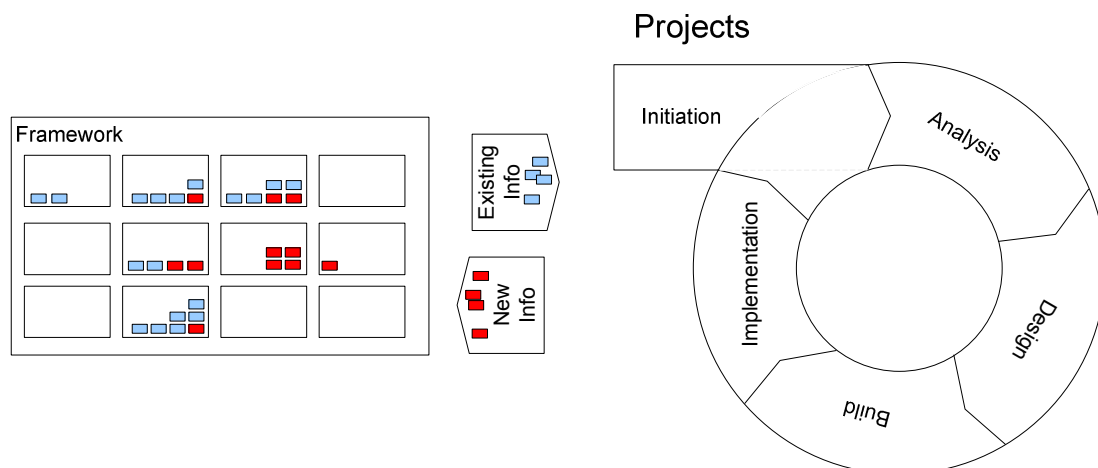 Projects
Framework
Existing
Info
New
Info
Initiation
Analysis
Design
Build
Implementation